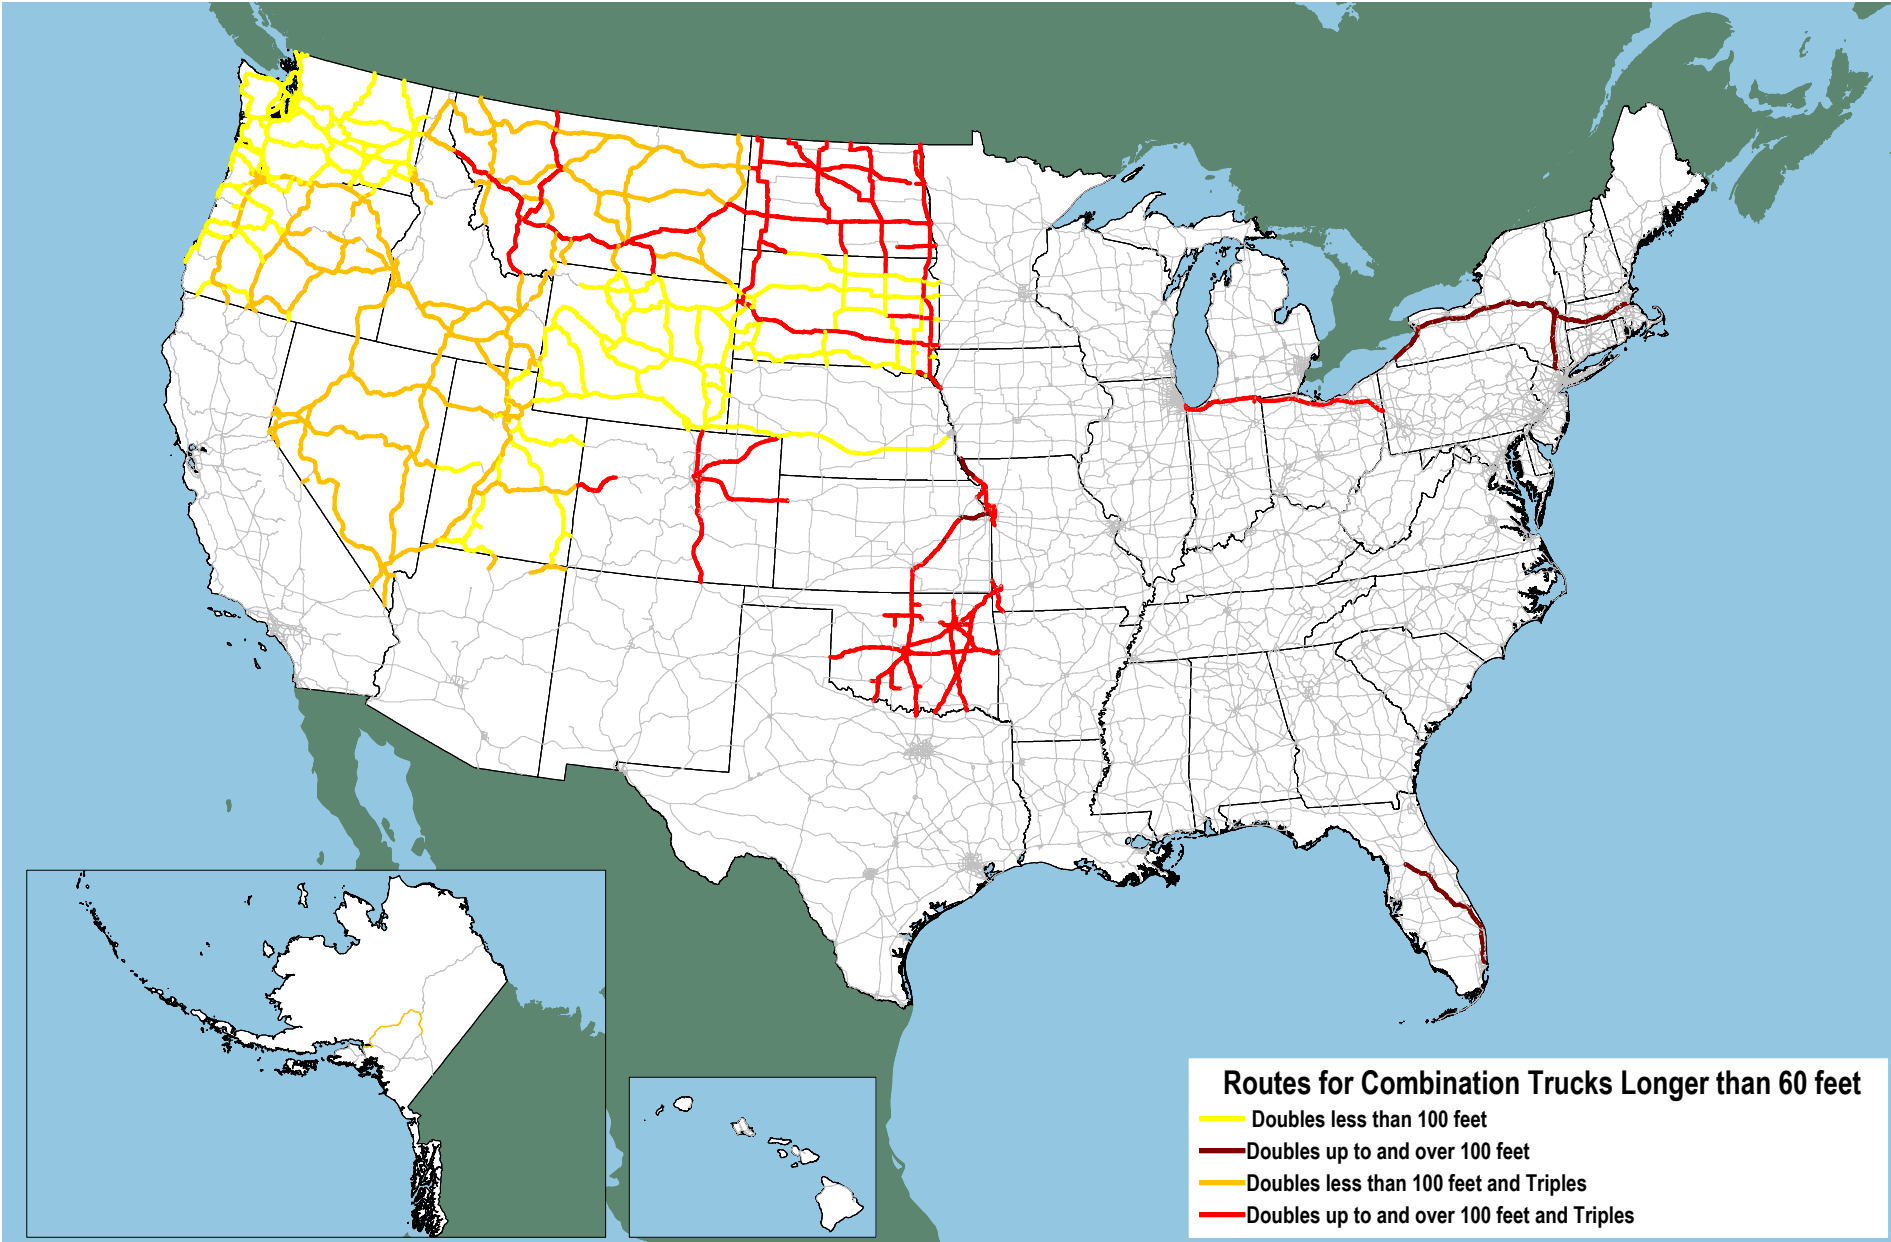 Routes for Combination Trucks Longer than 60 feet
Doubles less than 100 feet
Doubles up to and over 100 feet
Doubles less than 100 feet and Triples
Doubles up to and over 100 feet and Triples